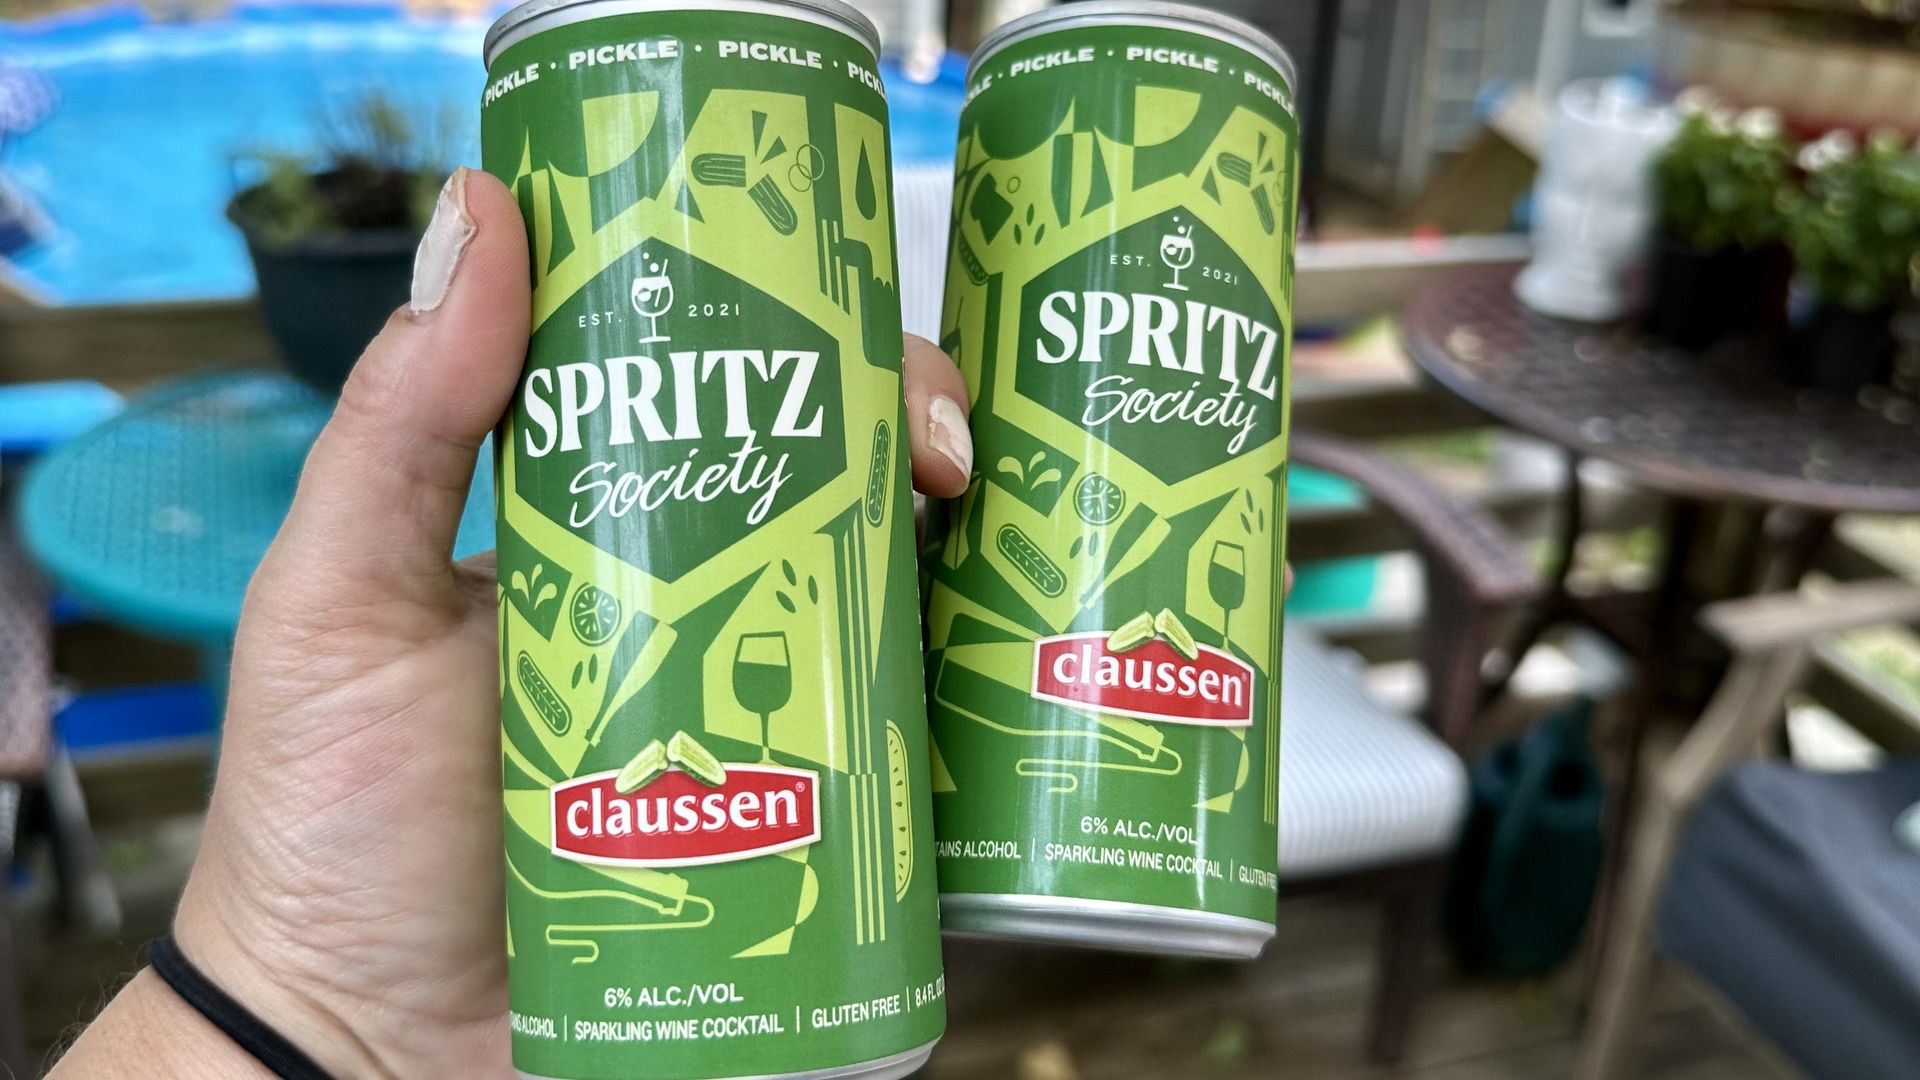 PICKLE · PICKLE · PICKLE · PICKLE
EST. 2021
SPRITZ
Society
claussen®
6% ALC./VOL
ALCOHOL | SPARKLING WINE COCKTAIL | GLUTEN FREE | 8.4 FL. OZ
PICKLE · PICKLE · PICKLE
EST. 2021
SPRITZ
Society
claussen
6% ALC./VOL
ALCOHOL | SPARKLING WINE COCKTAIL | GLUTEN FREE